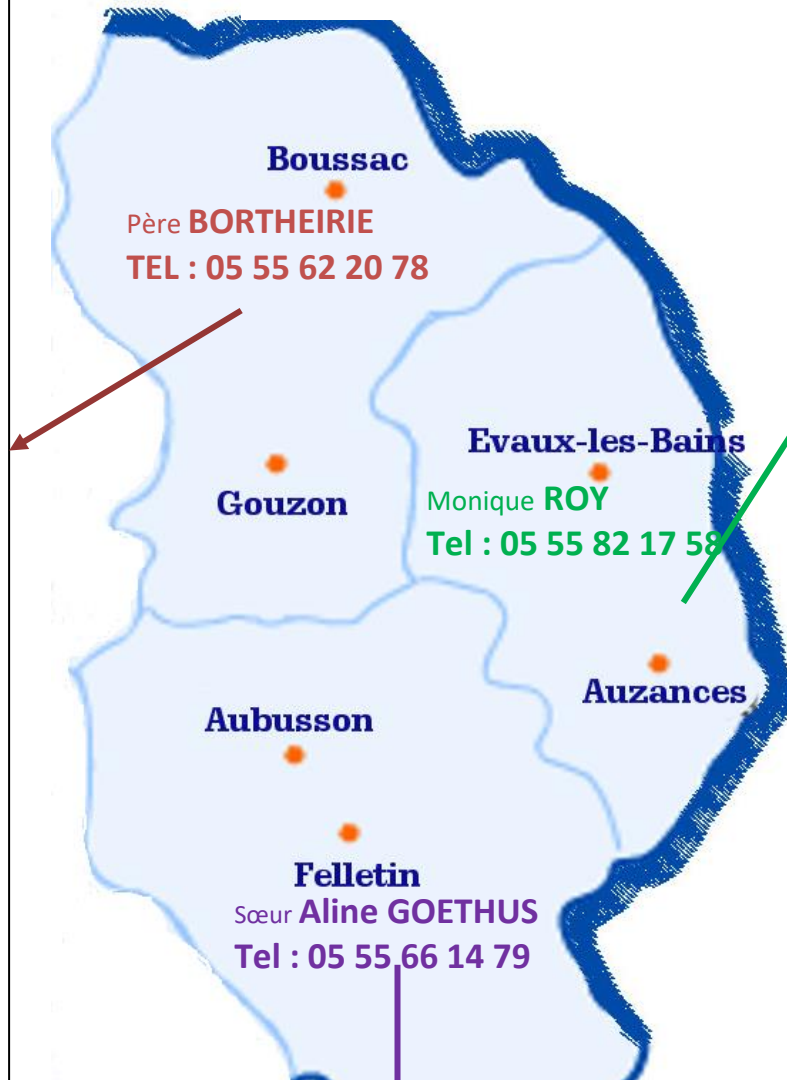 Boussac
Père BORTHEIRIE
TEL : 05 55 62 20 78
Evaux-les-Bains
Gouzon
Monique ROY
Tel : 05 55 82 17 58
Auzances
Aubusson
Felletin
Sœur Aline GOETHUS
Tel : 05 55 66 14 79